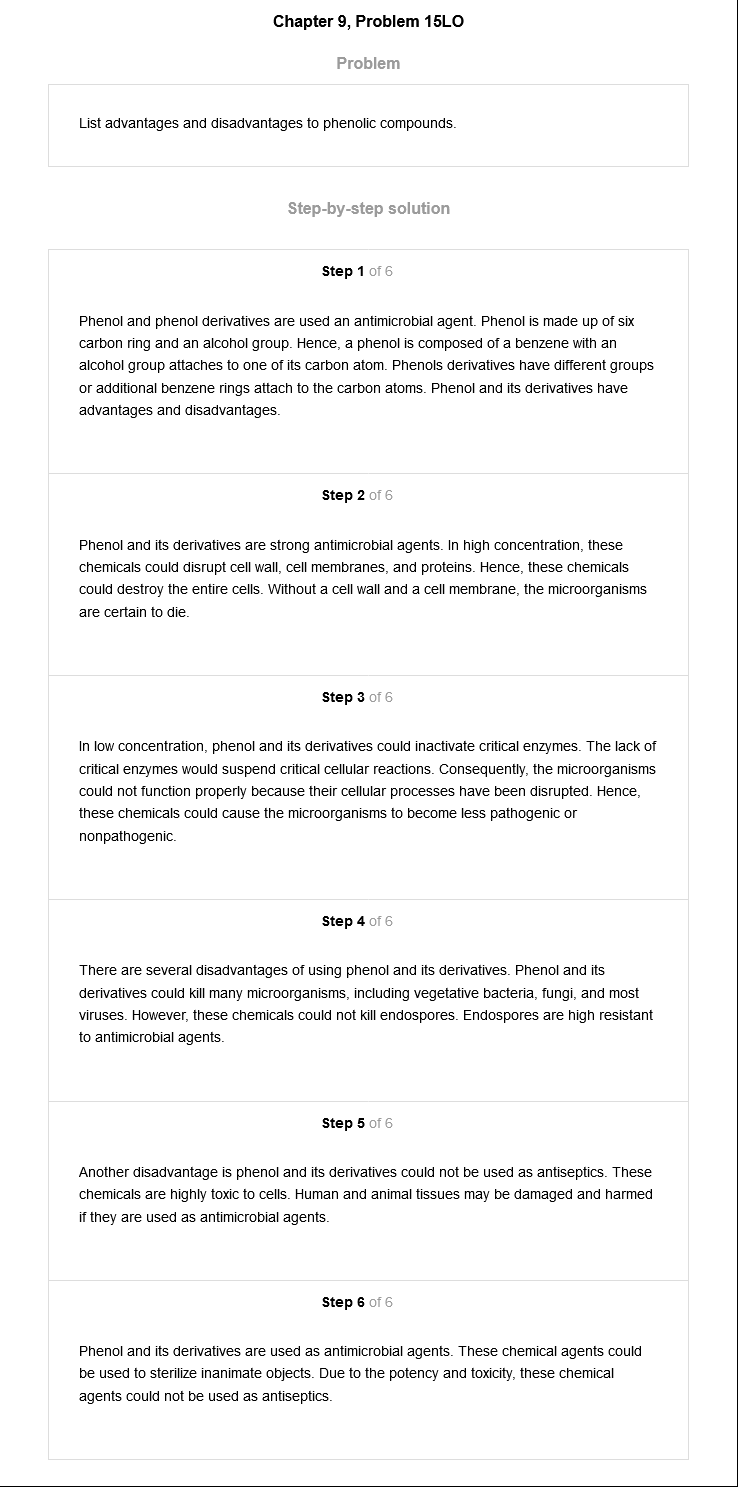 Chapter 9, Problem 15LO
Problem
List advantages and disadvantages to phenolic compounds.
Step-by-step solution
Step 1 of 6
Phenol and phenol derivatives are used an antimicrobial agent. Phenol is made up of six
carbon ring and an alcohol group. Hence, a phenol is composed of a benzene with an
alcohol group attaches to one of its carbon atom. Phenols derivatives have different groups
or additional benzene rings attach to the carbon atoms. Phenol and its derivatives have
advantages and disadvantages.
Step 2 of 6
Phenol and its derivatives are strong antimicrobial agents. In high concentration, these
chemicals could disrupt cell wall, cell membranes, and proteins. Hence, these chemicals
could destroy the entire cells. Without a cell wall and a cell membrane, the microorganisms
are certain to die.
Step 3 of 6
In low concentration, phenol and its derivatives could inactivate critical enzymes. The lack of
critical enzymes would suspend critical cellular reactions. Consequently, the microorganisms
could not function properly because their cellular processes have been disrupted. Hence,
these chemicals could cause the microorganisms to become less pathogenic or
nonpathogenic.
Step 4 of 6
There are several disadvantages of using phenol and its derivatives. Phenol and its
derivatives could kill many microorganisms, including vegetative bacteria, fungi, and most
viruses. However, these chemicals could not kill endospores. Endospores are high resistant
to antimicrobial agents.
Step 5 of 6
Another disadvantage is phenol and its derivatives could not be used as antiseptics. These
chemicals are highly toxic to cells. Human and animal tissues may be damaged and harmed
if they are used as antimicrobial agents.
Step 6 of 6
Phenol and its derivatives are used as antimicrobial agents. These chemical agents could
be used to sterilize inanimate objects. Due to the potency and toxicity, these chemical
agents could not be used as antiseptics.